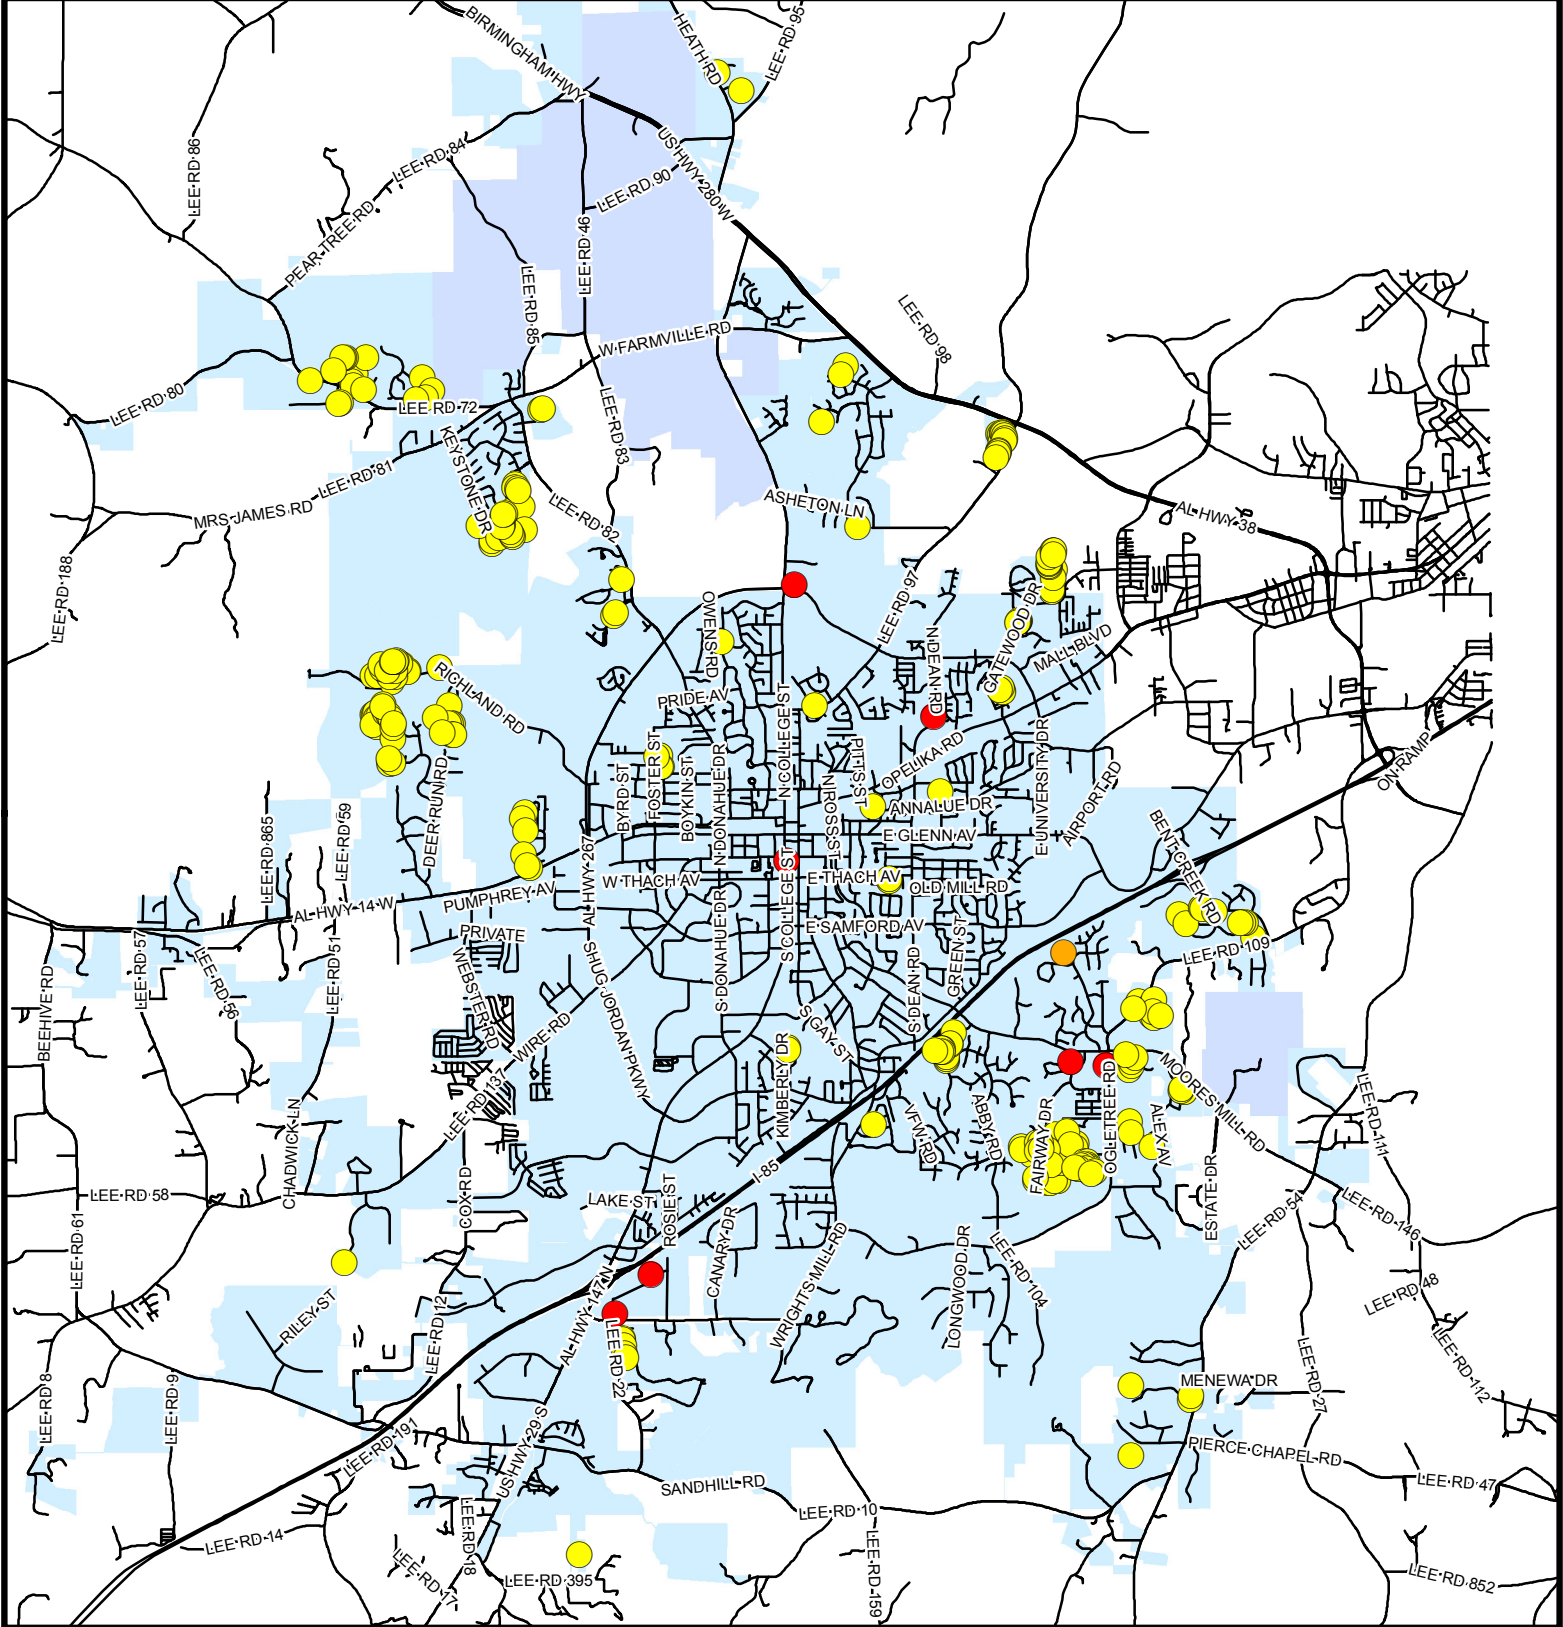 BIRMINGHAM HWY
HEATH RD
LEE RD 95
LEE RD 86
LEE RD 84
US HWY 280 W
LEE RD 90
PEAR TREE RD
LEE RD 46
LEE RD 85
LEE RD 98
W FARMVILLE RD
LEE RD 80
LEE RD 72
LEE RD 83
KEYSTONE DR
LEE RD 81
MRS JAMES RD
LEE RD 82
ASHETON LN
AL HWY 38
LEE RD 188
OWENS RD
LEE RD 97
N DEAN RD
GATEWOOD DR
MALL BLVD
RICHLAND RD
PRIDE AV
N COLLEGE ST
FOSTER ST
BYRD ST
BOYKIN ST
N DONAHUE DR
N ROSS ST
PITTS ST
OPELIKA RD
E UNIVERSITY DR
AIRPORT RD
ON RAMP
DEER RUN RD
ANNALUE DR
E GLENN AV
BENT CREEK RD
LEE RD 865
LEE RD 59
AL HWY 267
W THACH AV
E THACH AV
OLD MILL RD
PUMPHREY AV
AL HWY 14 W
PRIVATE
S DONAHUE DR
S COLLEGE ST
E SAMFORD AV
S DEAN RD
GREEN ST
LEE RD 109
BEEHIVE RD
LEE RD 57
LEE RD 56
LEE RD 51
WEBSTER RD
SHUG JORDAN PKWY
WIRE RD
S GAY ST
KIMBERLY DR
LEE RD 137
CHADWICK LN
VFW RD
ABBY RD
FAIRWAY DR
OGLETREE RD
ALEX AV
MOORES MILL RD
LEE RD 111
I-85
LEE RD 58
COX RD
LAKE ST
ROSIE ST
CANARY DR
WRIGHTS MILL RD
LONGWOOD DR
LEE RD 104
ESTATE DR
LEE RD 54
LEE RD 146
LEE RD 61
RILEY ST
LEE RD 12
AL HWY 147 N
LEE RD 22
LEE RD 48
LEE RD 112
LEE RD 8
LEE RD 9
LEE RD 191
US HWY 29 S
MENEWA DR
LEE RD 27
PIERCE CHAPEL RD
LEE RD 47
SANDHILL RD
LEE RD 10
LEE RD 14
LEE RD 17
LEE RD 18
LEE RD 395
LEE RD 159
LEE RD 852